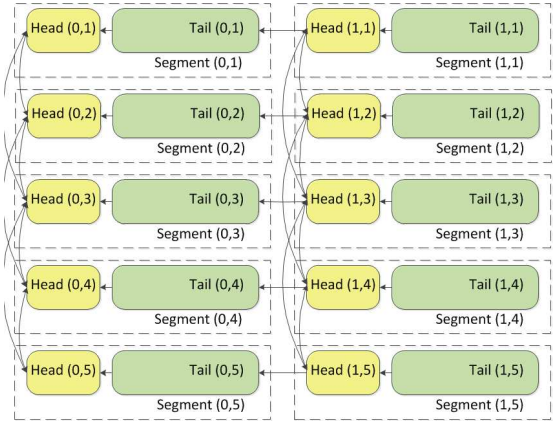 Head (0,1) Tail (0,1) Head (1,1) Tail (1,1)
Segment (0,1) Segment (1,1)
Head (0,2) Tail (0,2) Head (1,2) Tail (1,2)
Segment (0,2) Segment (1,2)
Head (0,3) Tail (0,3) Head (1,3) Tail (1,3)
Segment (0,3) Segment (1,3)
Head (0,4) Tail (0,4) Head (1,4) Tail (1,4)
Segment (0,4) Segment (1,4)
Head (0,5) Tail (0,5) Head (1,5) Tail (1,5)
Segment (0,5) Segment (1,5)